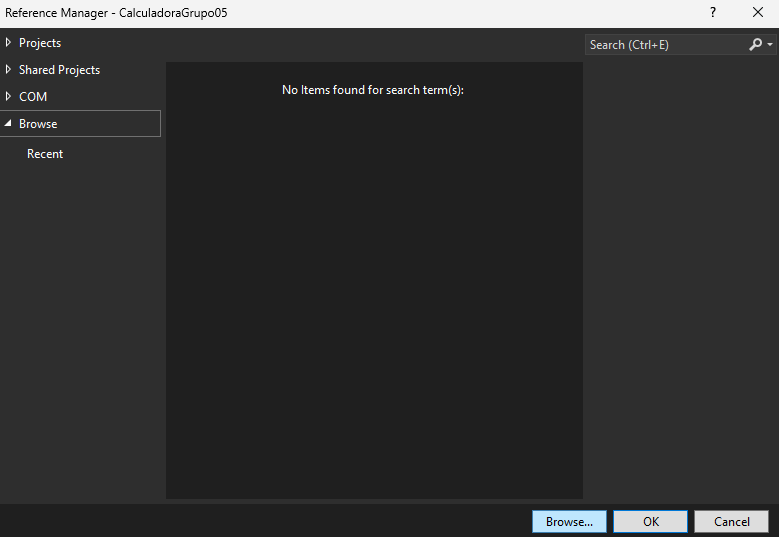 Reference Manager - CalculadoraGrupo05
?
Projects
Shared Projects
COM
Browse
Recent
Search (Ctrl+E)
No Items found for search term(s):
Browse...
OK
Cancel